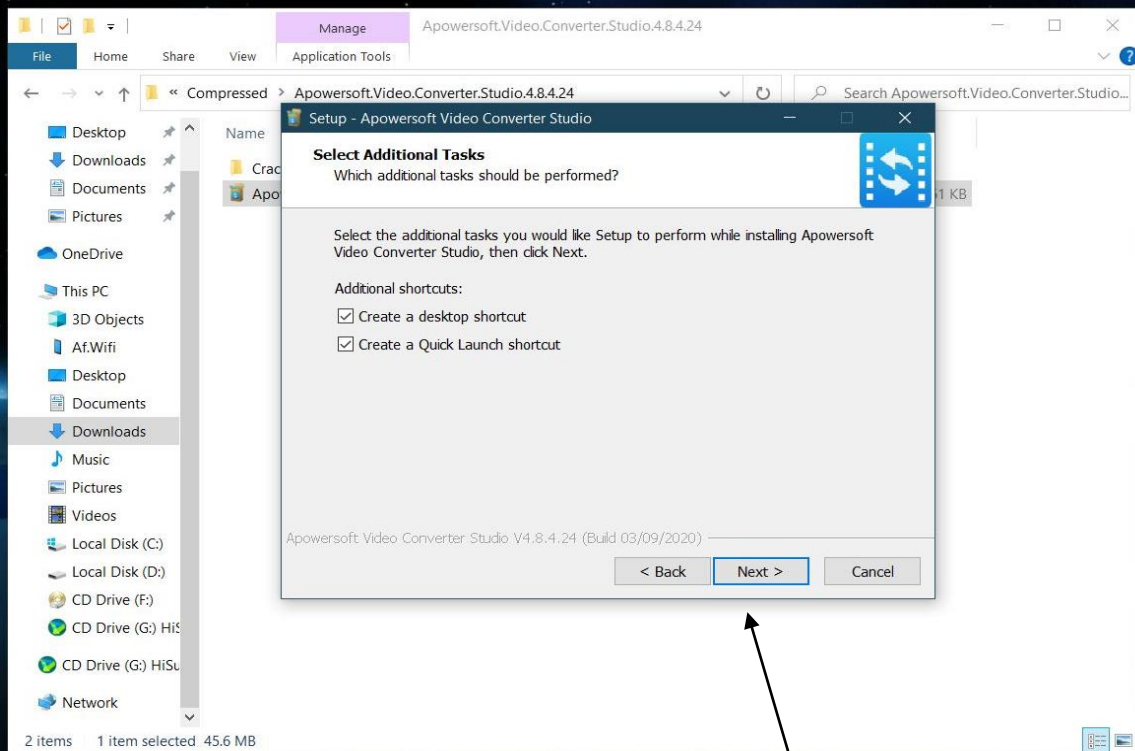 Manage
Apowersoft.Video.Converter.Studio.4.8.4.24
File Home Share View Application Tools
« Compressed > Apowersoft.Video.Converter.Studio.4.8.4.24
Search Apowersoft.Video.Converter.Studio...
Desktop
Downloads
Documents
Pictures
OneDrive
This PC
3D Objects
Af.Wifi
Desktop
Documents
Downloads
Music
Pictures
Videos
Local Disk (C:)
Local Disk (D:)
CD Drive (F:)
CD Drive (G:) HiS
CD Drive (G:) HiSu
Network
Name
Crac
Apo
51 KB
Setup - Apowersoft Video Converter Studio
Select Additional Tasks
Which additional tasks should be performed?
Select the additional tasks you would like Setup to perform while installing Apowersoft
Video Converter Studio, then click Next.
Additional shortcuts:
Create a desktop shortcut
Create a Quick Launch shortcut
Apowersoft Video Converter Studio V4.8.4.24 (Build 03/09/2020)
< Back Next > Cancel
2 items 1 item selected 45.6 MB